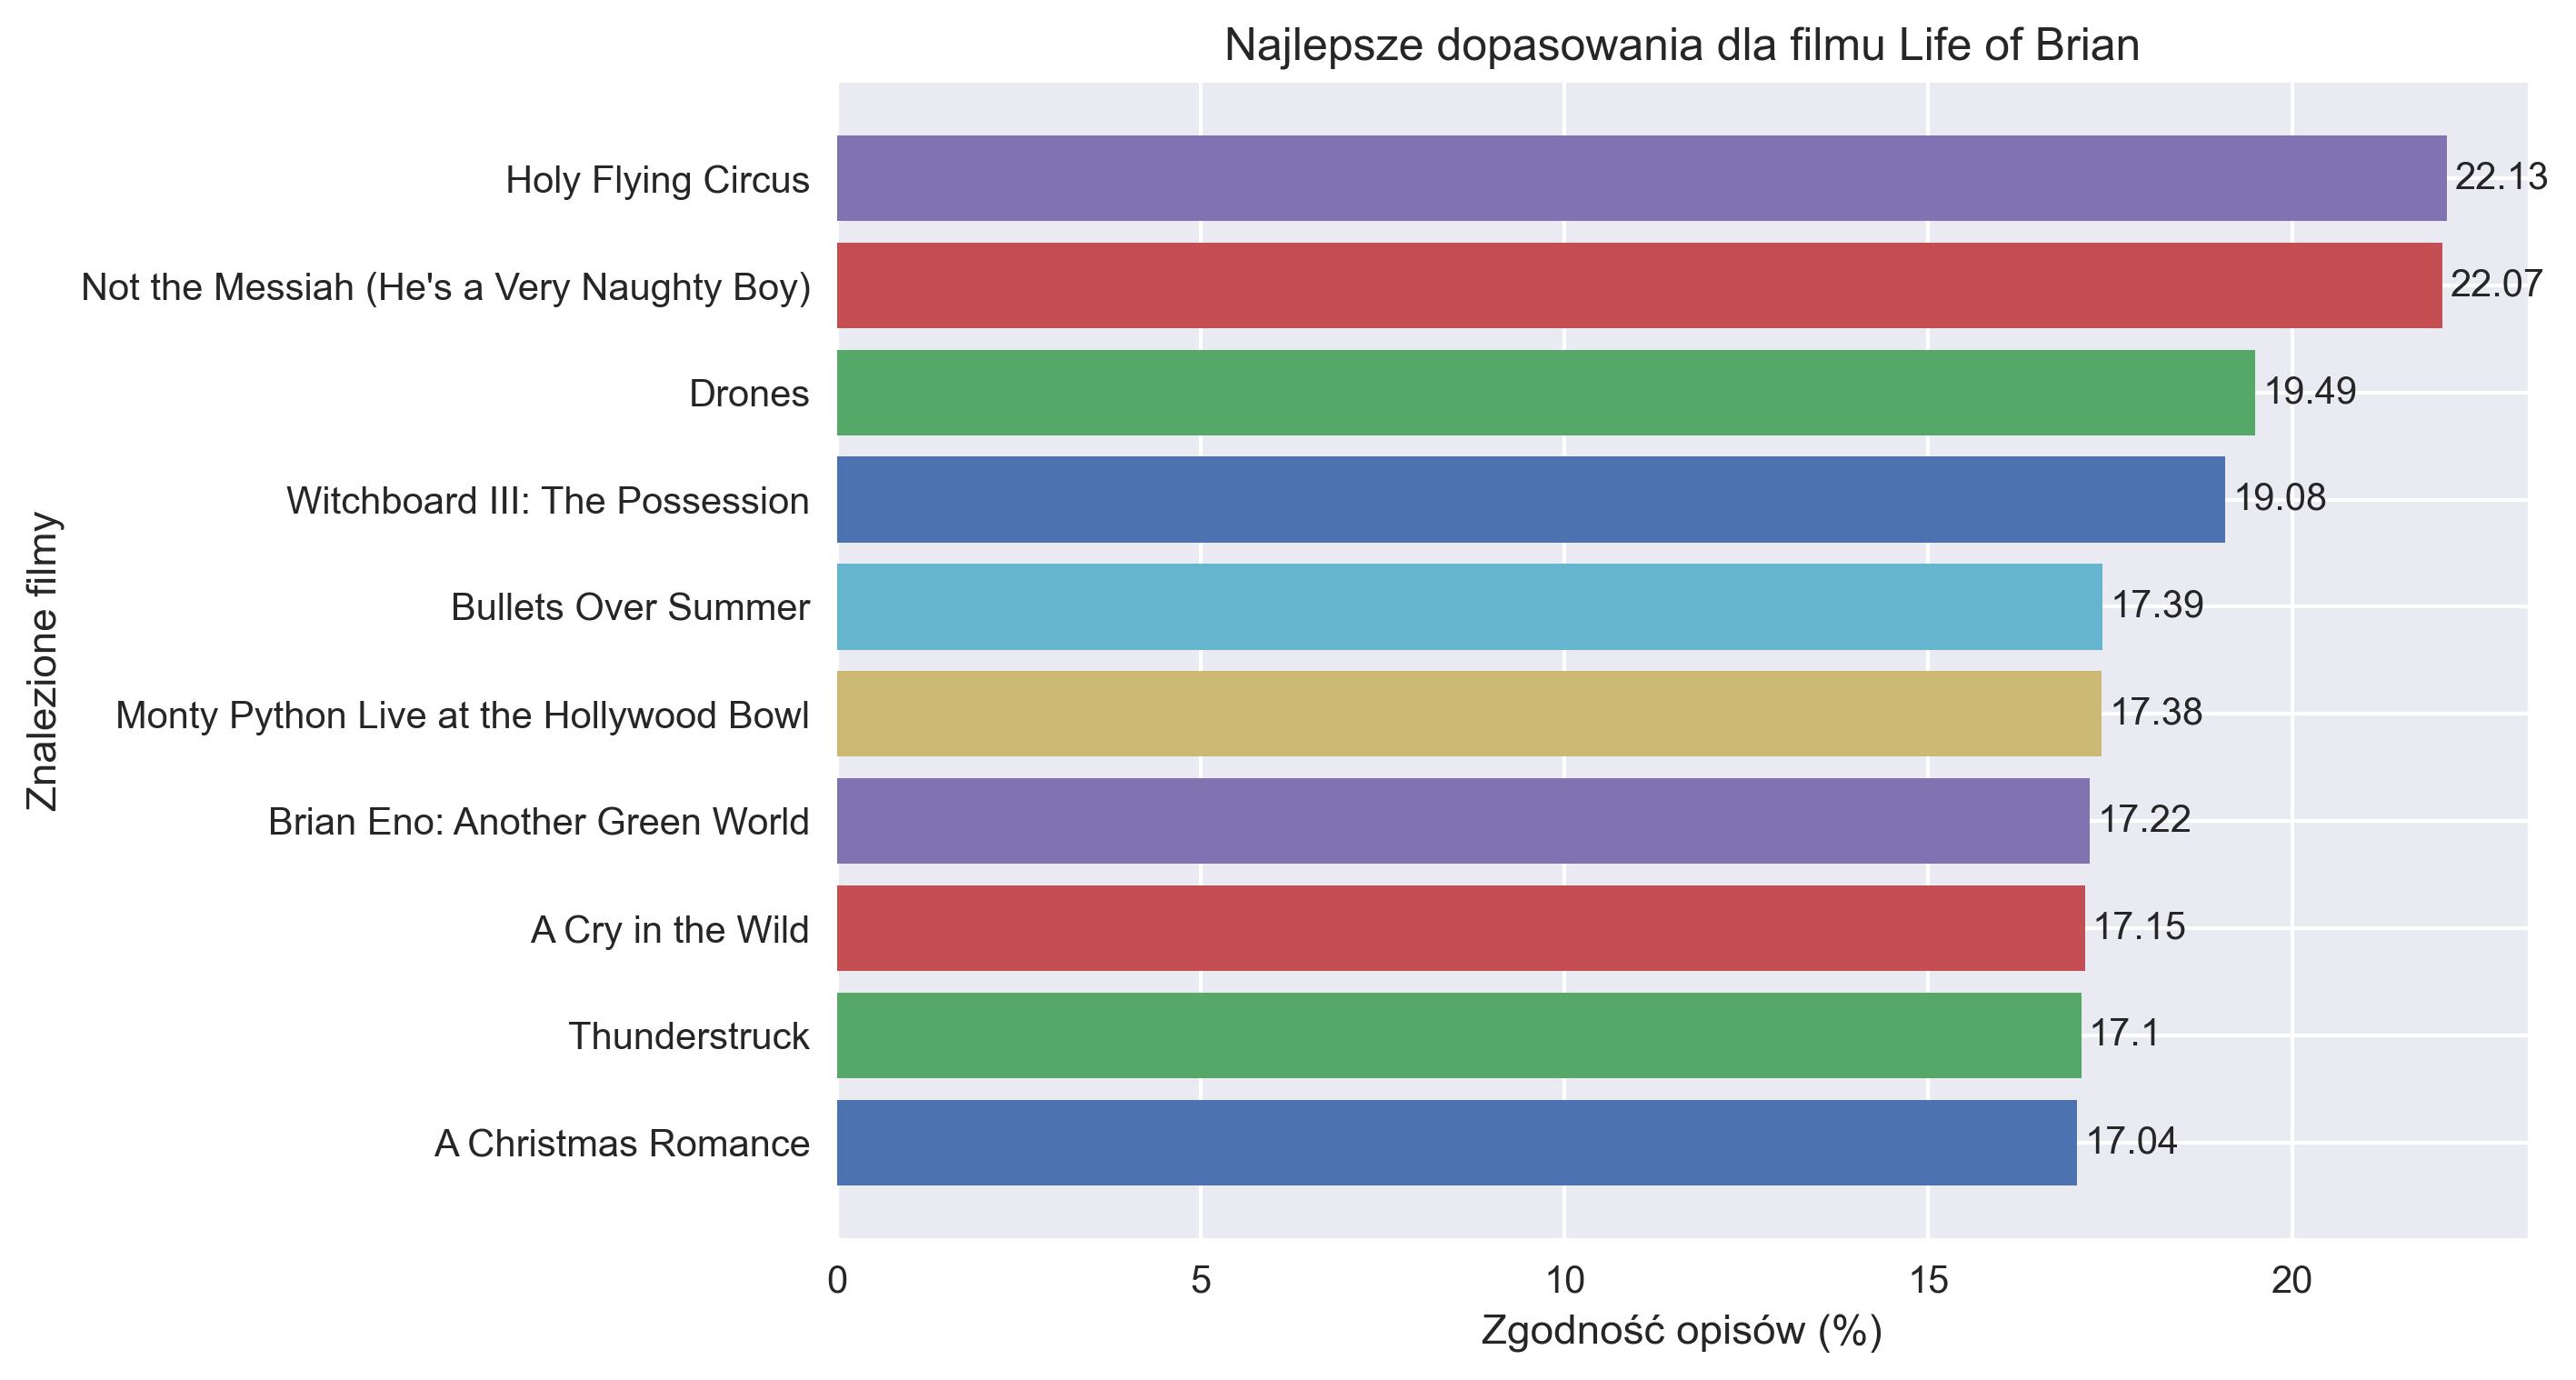 Najlepsze dopasowania dla filmu Life of Brian
Znalezione filmy
Holy Flying Circus 22.13
Not the Messiah (He's a Very Naughty Boy) 22.07
Drones 19.49
Witchboard III: The Possession 19.08
Bullets Over Summer 17.39
Monty Python Live at the Hollywood Bowl 17.38
Brian Eno: Another Green World 17.22
A Cry in the Wild 17.15
Thunderstruck 17.1
A Christmas Romance 17.04
0 5 10 15 20
Zgodność opisów (%)